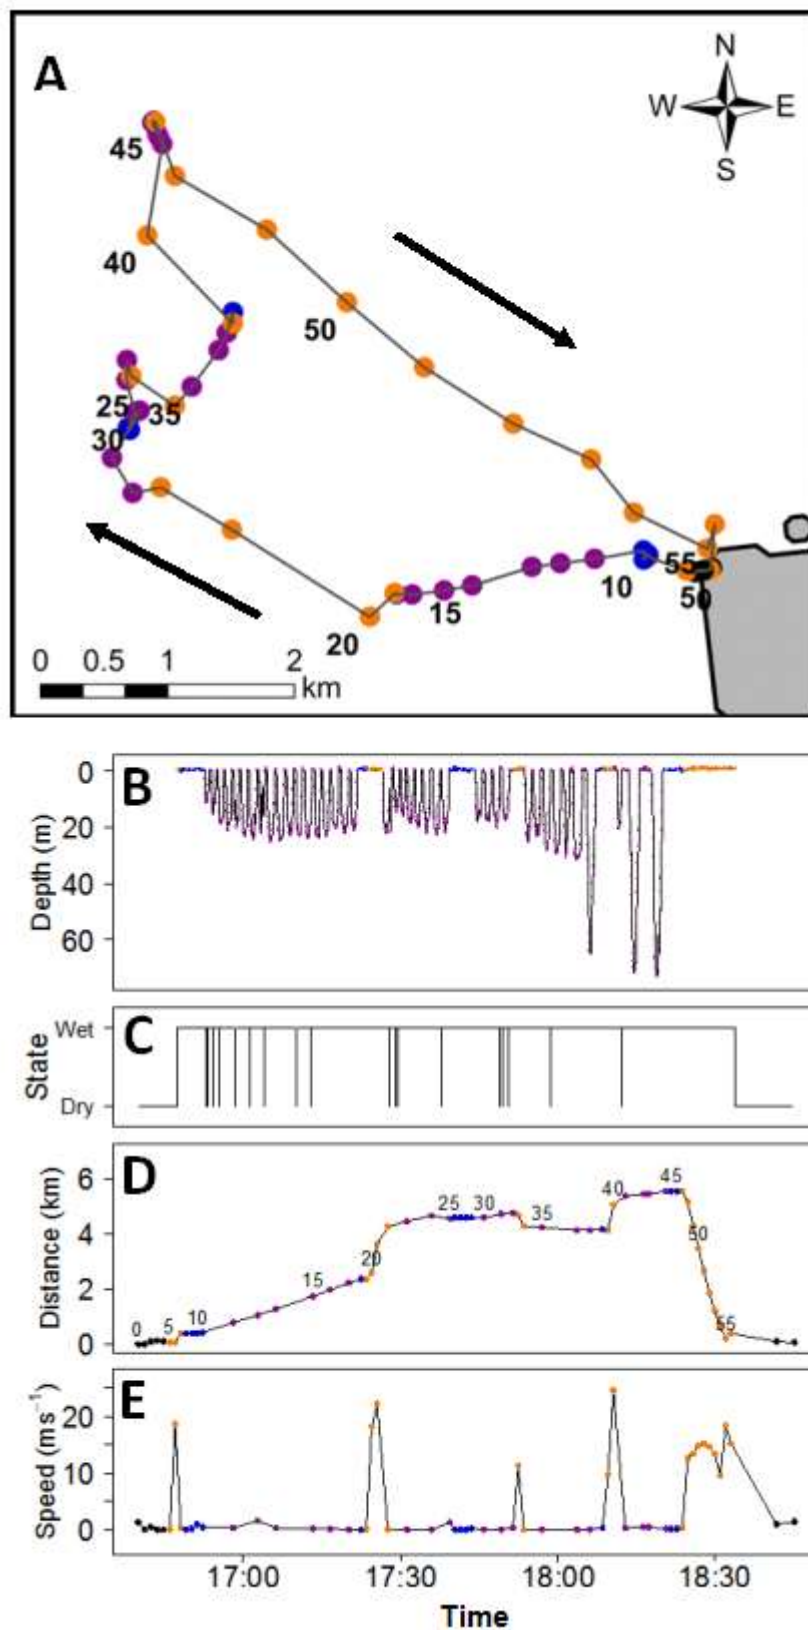 A
N
W E
S
45
40
50
25 35
30
55
10
50
15
20
0 0.5 1 2
km
B
0
20
40
60
Depth (m)
C
Wet
Dry
State
D
6
4
2
0
Distance (km)
0 5 10 15 20 25 30 35 40 45 50 55
E
20
10
0
Speed (ms⁻¹)
17:00 17:30 18:00 18:30
Time